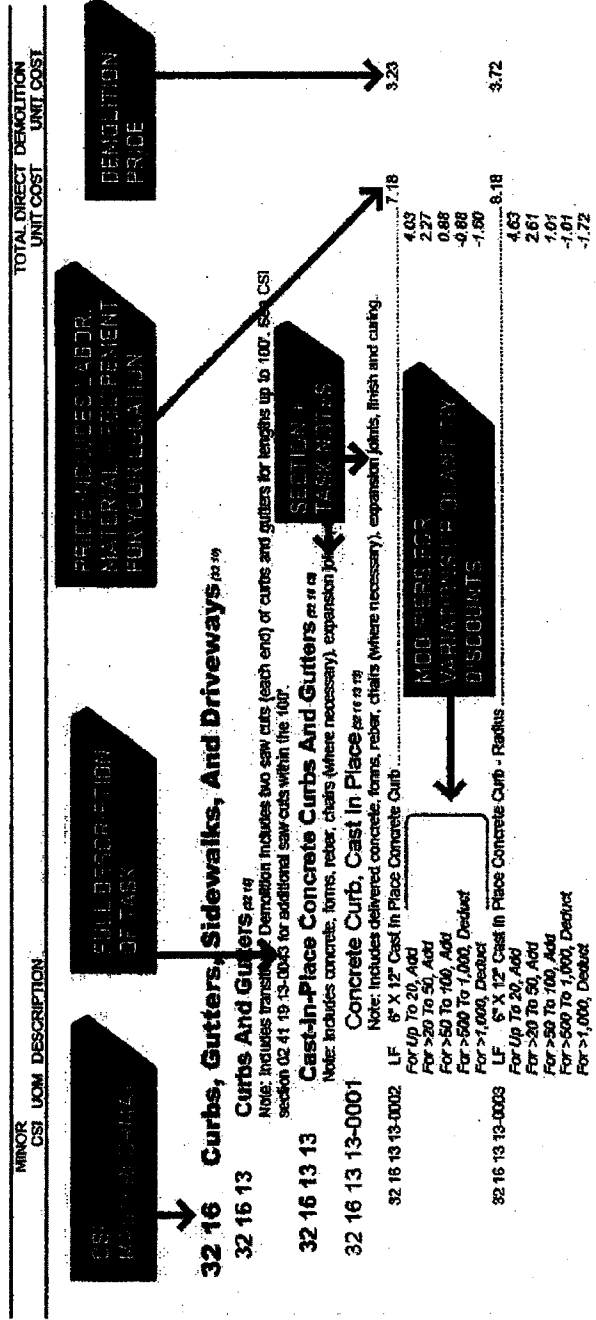 MINOR
CSI UOM DESCRIPTION
TOTAL DIRECT DEMOLITION
UNIT COST UNIT COST
CSI
FULL DESCRIPTION
OF TASK
PRICE INCLUDES LABOR,
MATERIAL + EQUIPMENT
FOR YOUR LOCATION
DEMOLITION
PRICE
32 16 Curbs, Gutters, Sidewalks, And Driveways
32 16 13 Curbs And Gutters
Note: Includes Demolition includes two saw cuts (each end) of curbs and gutters for lengths up to 100'. See CSI
section 02 41 19 13-0043 for additional saw cuts within the 100'.
SECTION +
TASK NOTES
32 16 13 13 Cast-In-Place Concrete Curbs And Gutters
Note: Includes concrete, forms, rebar, chairs (where necessary), expansion
32 16 13 13-0001 Concrete Curb, Cast In Place
Note: Includes delivered concrete, forms, rebar, chairs (where necessary), expansion joints, finish and curing.
32 16 13 13-0002 LF 6" X 12" Cast In Place Concrete Curb 7.18 3.23
For Up To 20, Add 4.03
For >20 To 50, Add 2.27
For >50 To 100, Add 0.88
For >500 To 1,000, Deduct -0.88
For >1,000, Deduct -1.60
MODIFIERS FOR
VARIATIONS OR QUANTITY
DISCOUNTS
32 16 13 13-0003 LF 6" X 12" Cast In Place Concrete Curb - Radius 8.18 3.72
For Up To 20, Add 4.63
For >20 To 50, Add 2.61
For >50 To 100, Add 1.01
For >500 To 1,000, Deduct -1.01
For >1,000, Deduct -1.72